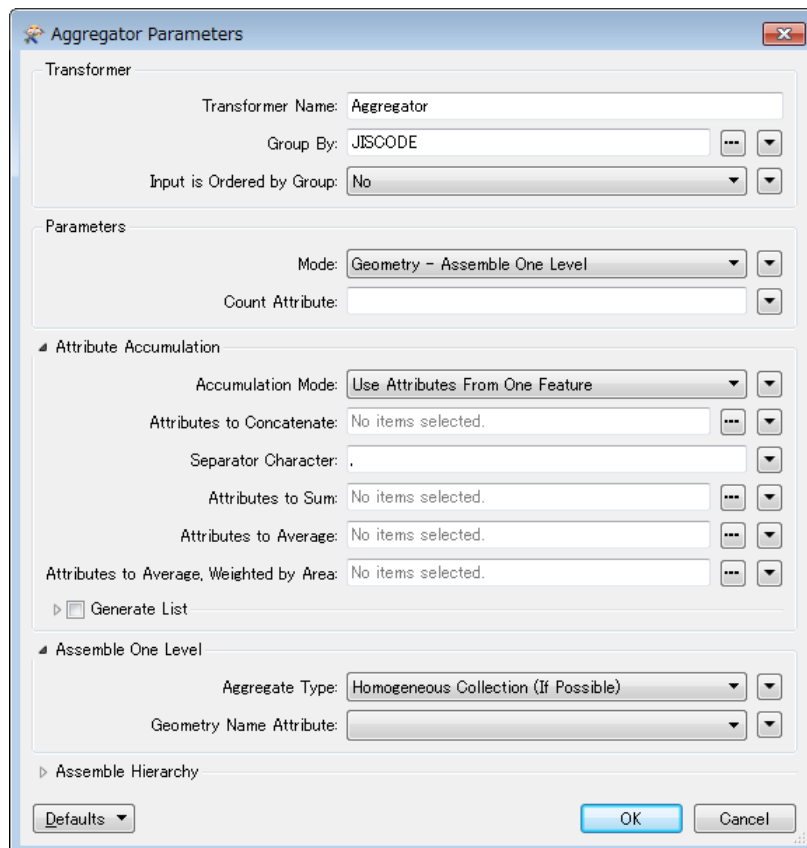 Aggregator Parameters
Transformer
Transformer Name: Aggregator
Group By: JISCODE
Input is Ordered by Group: No
Parameters
Mode: Geometry - Assemble One Level
Count Attribute:
Attribute Accumulation
Accumulation Mode: Use Attributes From One Feature
Attributes to Concatenate: No items selected.
Separator Character: ,
Attributes to Sum: No items selected.
Attributes to Average: No items selected.
Attributes to Average, Weighted by Area: No items selected.
Generate List
Assemble One Level
Aggregate Type: Homogeneous Collection (If Possible)
Geometry Name Attribute:
Assemble Hierarchy
Defaults OK Cancel